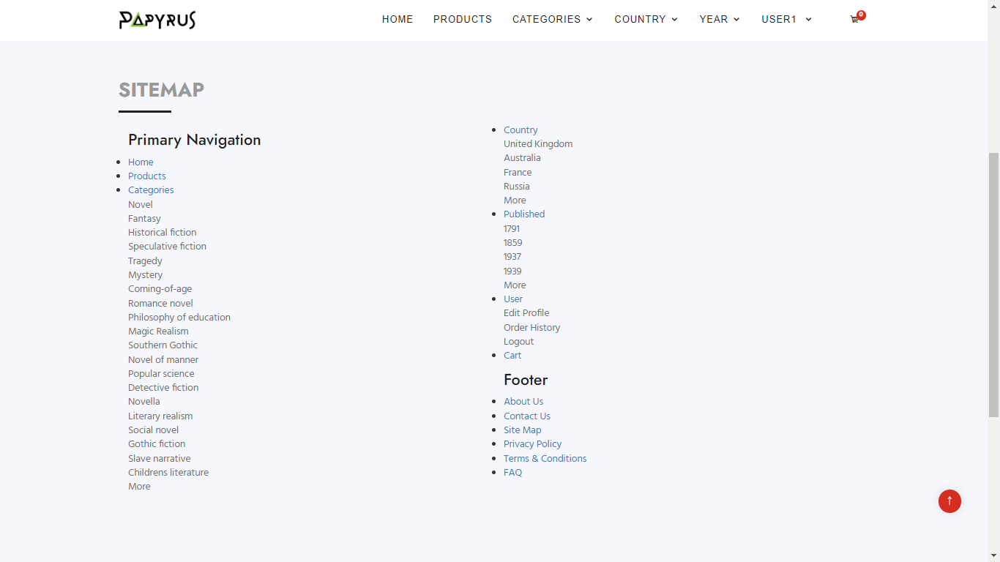 PAPYRUS
HOME PRODUCTS CATEGORIES COUNTRY YEAR USER1 0
SITEMAP
Primary Navigation
Home
Products
Categories
Novel
Fantasy
Historical fiction
Speculative fiction
Tragedy
Mystery
Coming-of-age
Romance novel
Philosophy of education
Magic Realism
Southern Gothic
Novel of manner
Popular science
Detective fiction
Novella
Literary realism
Social novel
Gothic fiction
Slave narrative
Childrens literature
More
Country
United Kingdom
Australia
France
Russia
More
Published
1791
1859
1937
1939
More
User
Edit Profile
Order History
Logout
Cart
Footer
About Us
Contact Us
Site Map
Privacy Policy
Terms & Conditions
FAQ